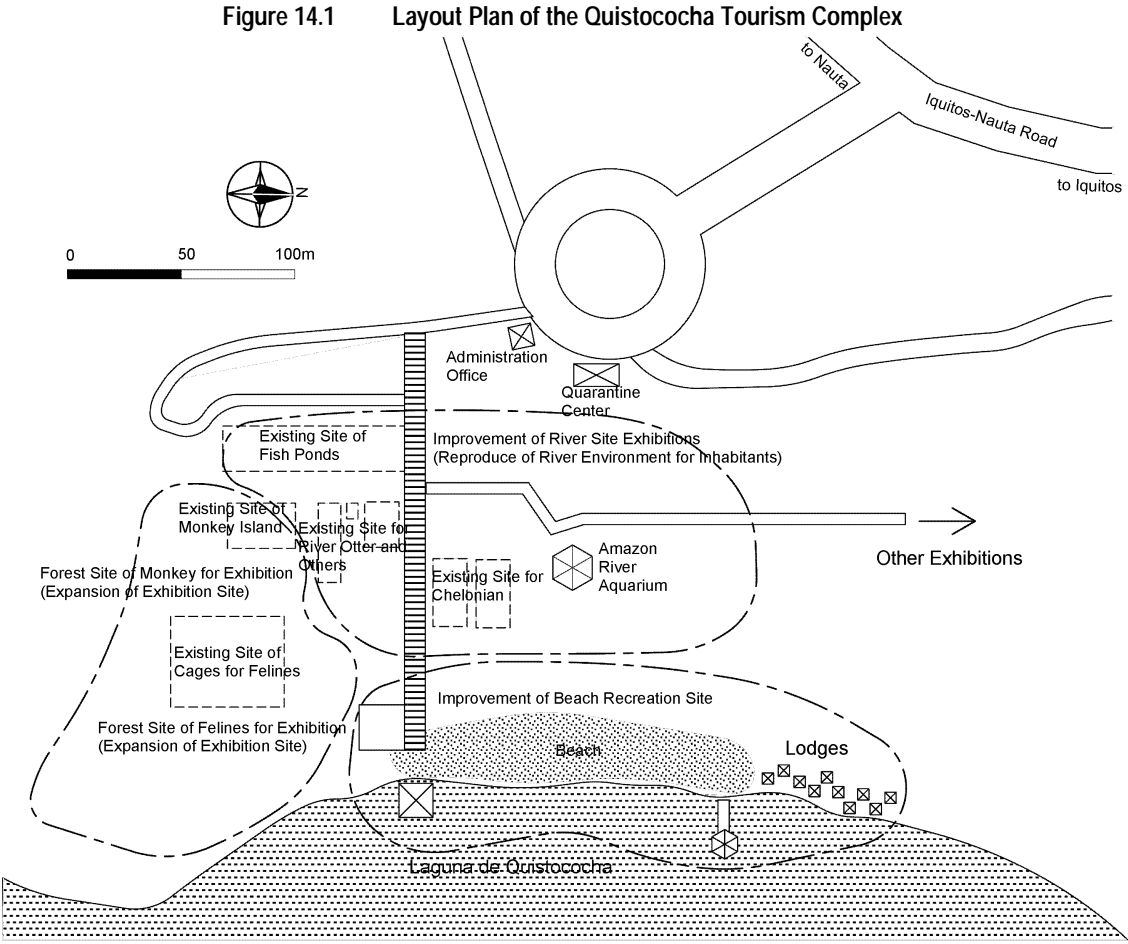 Figure 14.1 Layout Plan of the Quistococha Tourism Complex
to Nauta
Iquitos-Nauta Road
to Iquitos
N
0 50 100m
Administration
Office
Quarantine
Center
Existing Site of
Fish Ponds
Improvement of River Site Exhibitions
(Reproduce of River Environment for Inhabitants)
Existing Site of
Monkey Island
Existing Site for
River Otter and
Others
Other Exhibitions
Amazon
River
Aquarium
Existing Site for
Chelonian
Forest Site of Monkey for Exhibition
(Expansion of Exhibition Site)
Existing Site of
Cages for Felines
Improvement of Beach Recreation Site
Forest Site of Felines for Exhibition
(Expansion of Exhibition Site)
Beach
Lodges
Laguna de Quistococha